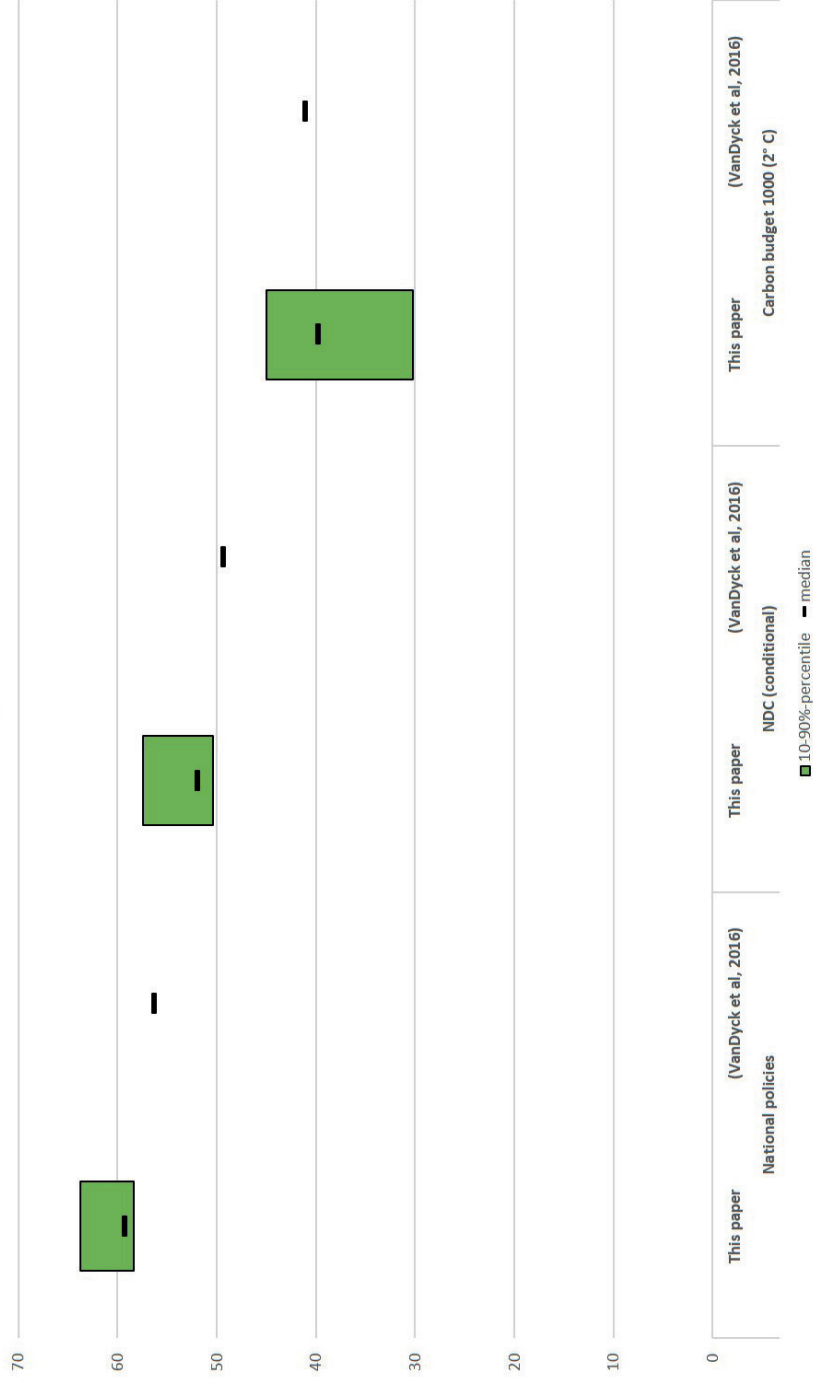 70
60
50
40
30
20
10
0
This paper
(VanDyck et al, 2016)
This paper
(VanDyck et al, 2016)
This paper
(VanDyck et al, 2016)
National policies
NDC (conditional)
Carbon budget 1000 (2° C)
10-90%-percentile
median